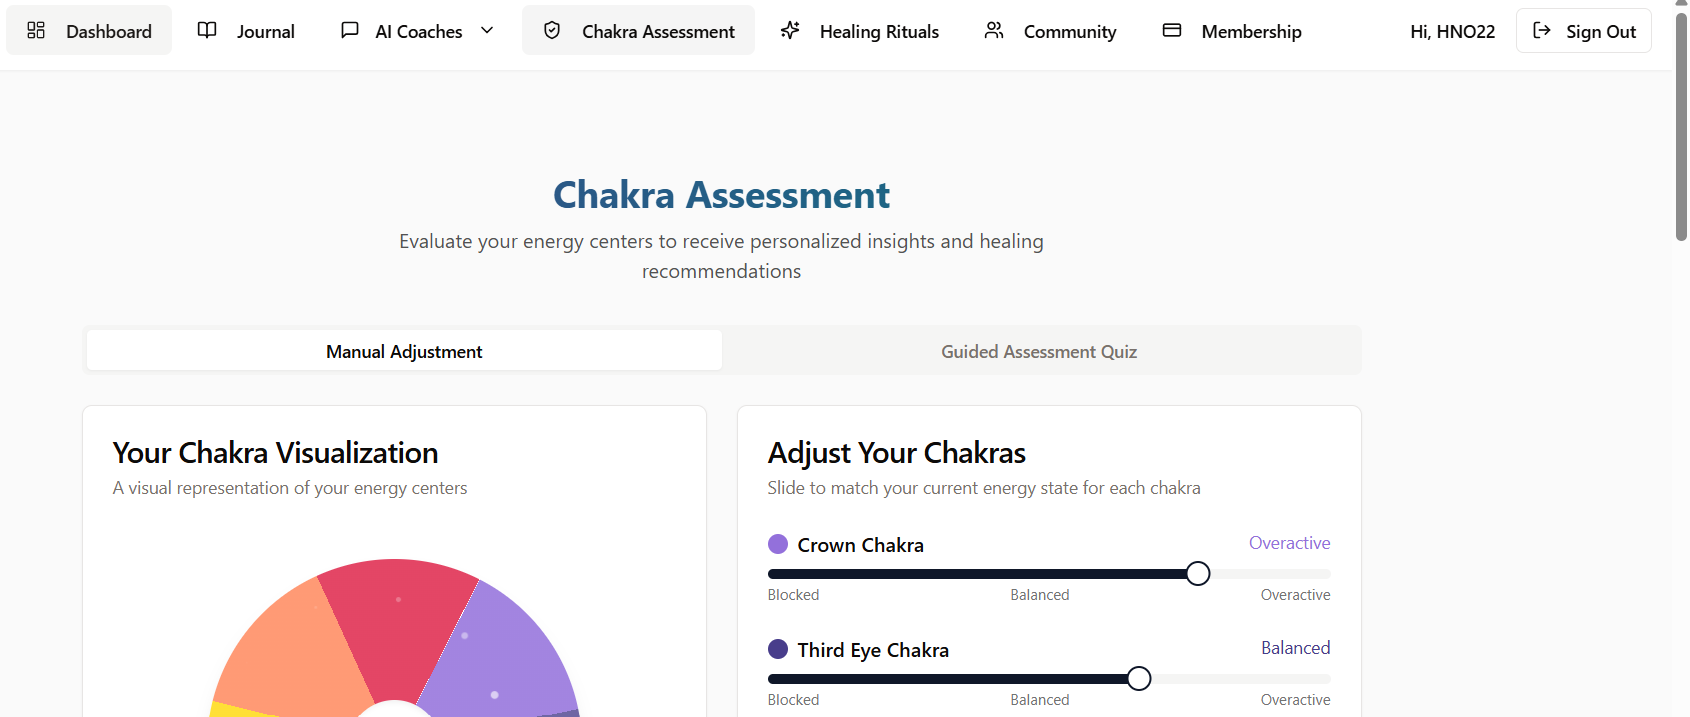 Dashboard Journal AI Coaches Chakra Assessment Healing Rituals Community Membership Hi, HNO22 Sign Out
Chakra Assessment
Evaluate your energy centers to receive personalized insights and healing
recommendations
Manual Adjustment Guided Assessment Quiz
Your Chakra Visualization
A visual representation of your energy centers
Adjust Your Chakras
Slide to match your current energy state for each chakra
Crown Chakra Overactive
Blocked Balanced Overactive
Third Eye Chakra Balanced
Blocked Balanced Overactive